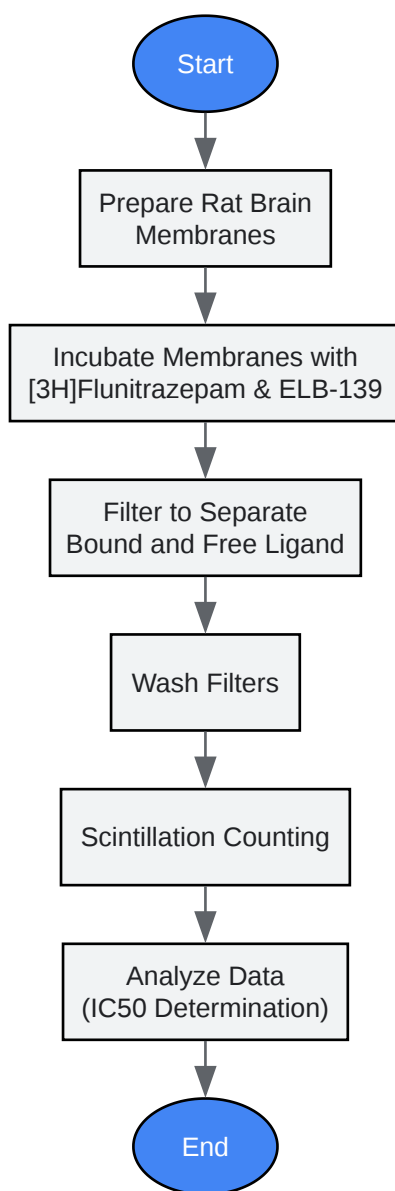 Start
Prepare Rat Brain
Membranes
Incubate Membranes with
[3H]Flunitrazepam & ELB-139
Filter to Separate
Bound and Free Ligand
Wash Filters
Scintillation Counting
Analyze Data
(IC50 Determination)
End